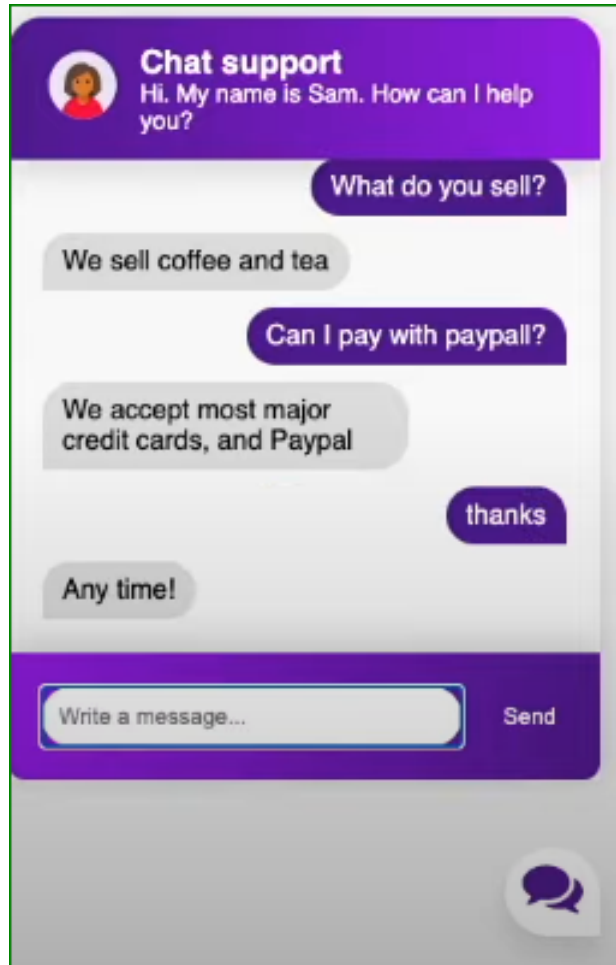 Chat support
Hi. My name is Sam. How can I help
you?
What do you sell?
We sell coffee and tea
Can I pay with paypall?
We accept most major
credit cards, and Paypal
thanks
Any time!
Write a message...
Send